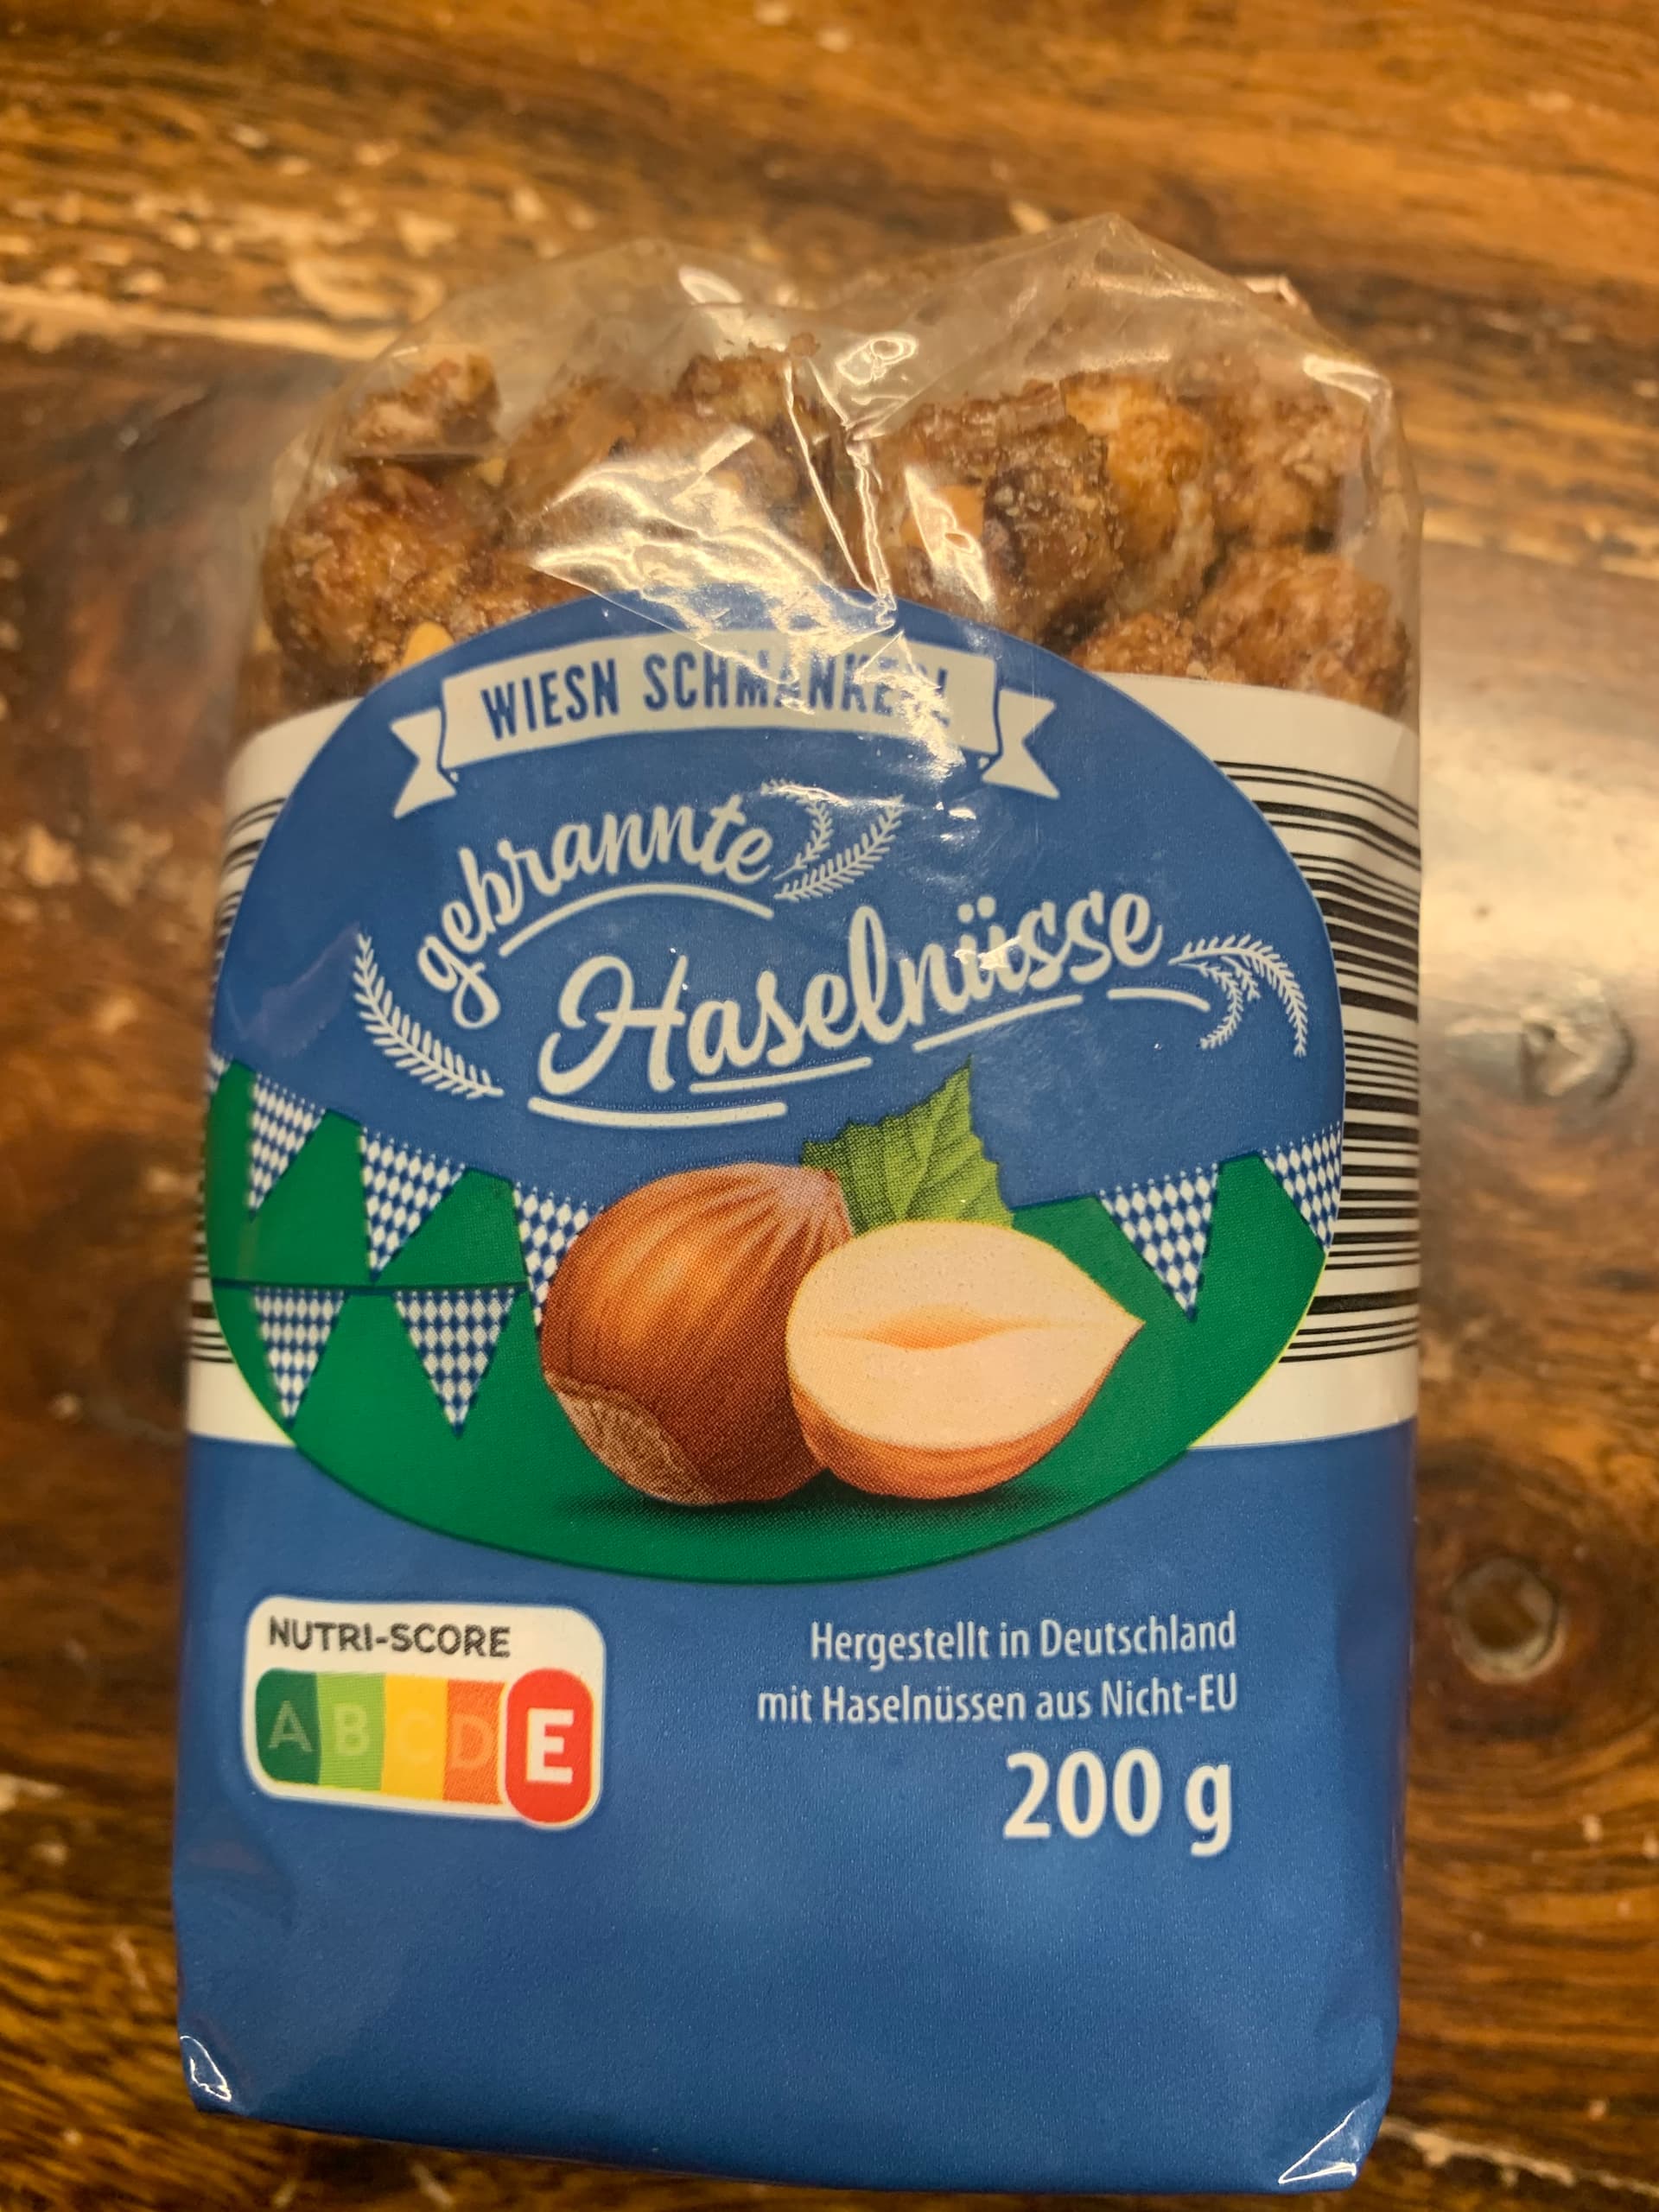 WIESN SCHMANKERL
gebrannte
Haselnüsse
NUTRI-SCORE
A B C D E
Hergestellt in Deutschland
mit Haselnüssen aus Nicht-EU
200 g